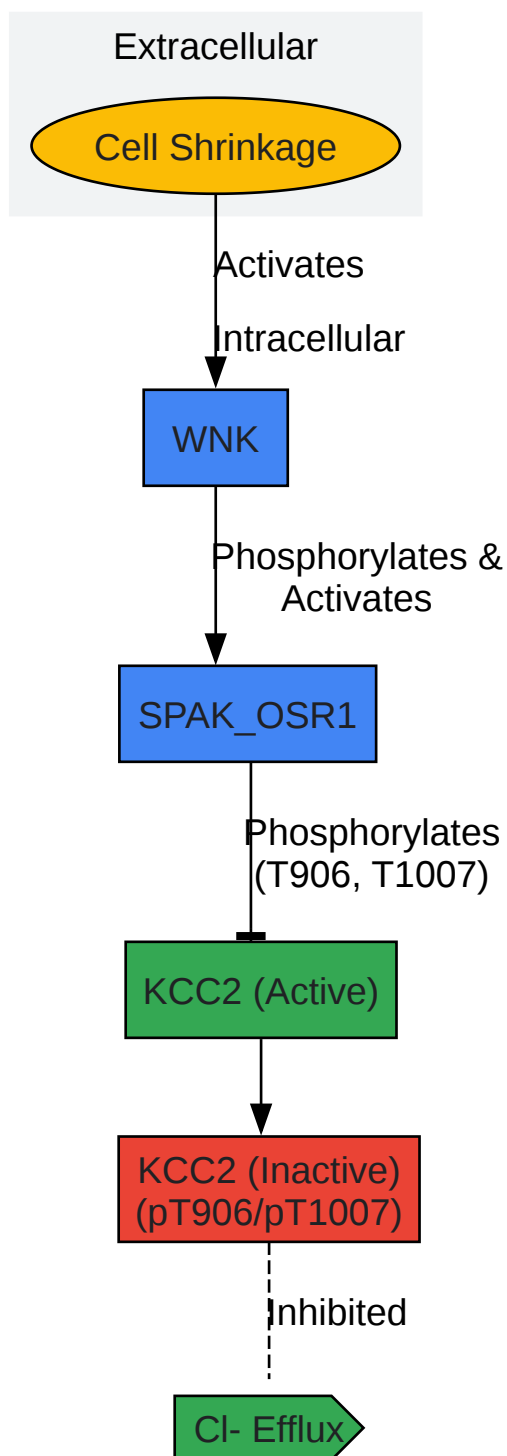 Extracellular
Cell Shrinkage
Activates
Intracellular
WNK
Phosphorylates &
Activates
SPAK_OSR1
Phosphorylates
(T906, T1007)
KCC2 (Active)
KCC2 (Inactive)
(pT906/pT1007)
Inhibited
Cl- Efflux